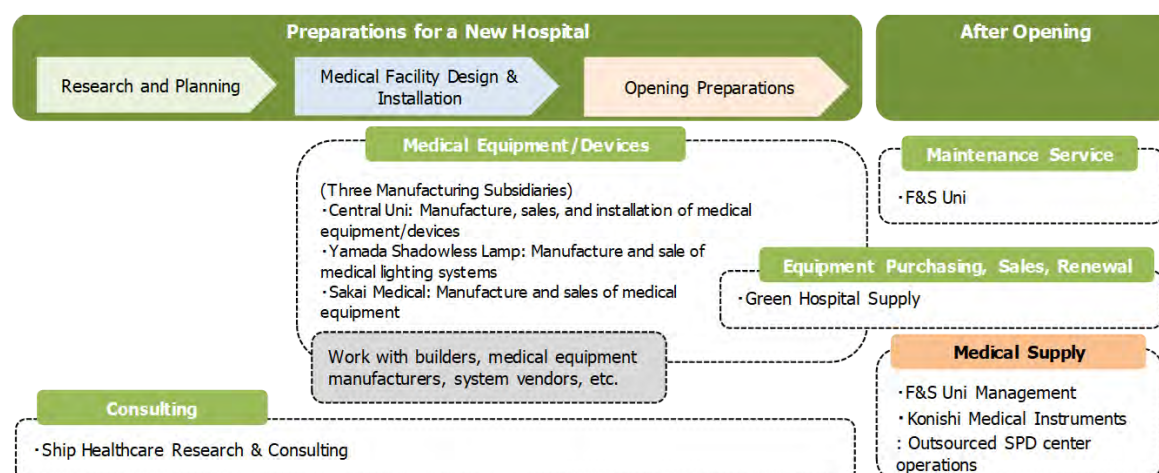 Preparations for a New Hospital
After Opening
Research and Planning
Medical Facility Design &
Installation
Opening Preparations
Medical Equipment/Devices
(Three Manufacturing Subsidiaries)
・Central Uni: Manufacture, sales, and installation of medical
equipment/devices
・Yamada Shadowless Lamp: Manufacture and sale of
medical lighting systems
・Sakai Medical: Manufacture and sales of medical
equipment
Work with builders, medical equipment
manufacturers, system vendors, etc.
Maintenance Service
・F&S Uni
Equipment Purchasing, Sales, Renewal
・Green Hospital Supply
Medical Supply
・F&S Uni Management
・Konishi Medical Instruments
: Outsourced SPD center
operations
Consulting
・Ship Healthcare Research & Consulting